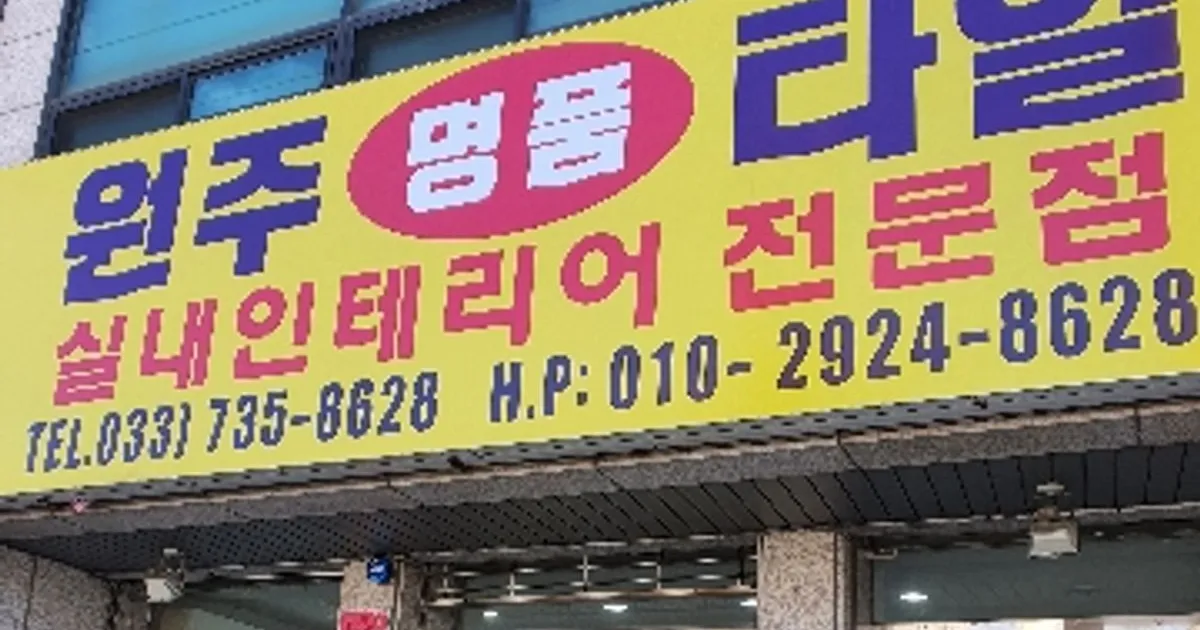 원주 명품 타일
실내인테리어 전문점
TEL.033) 735-8628 H.P: 010- 2924-8628